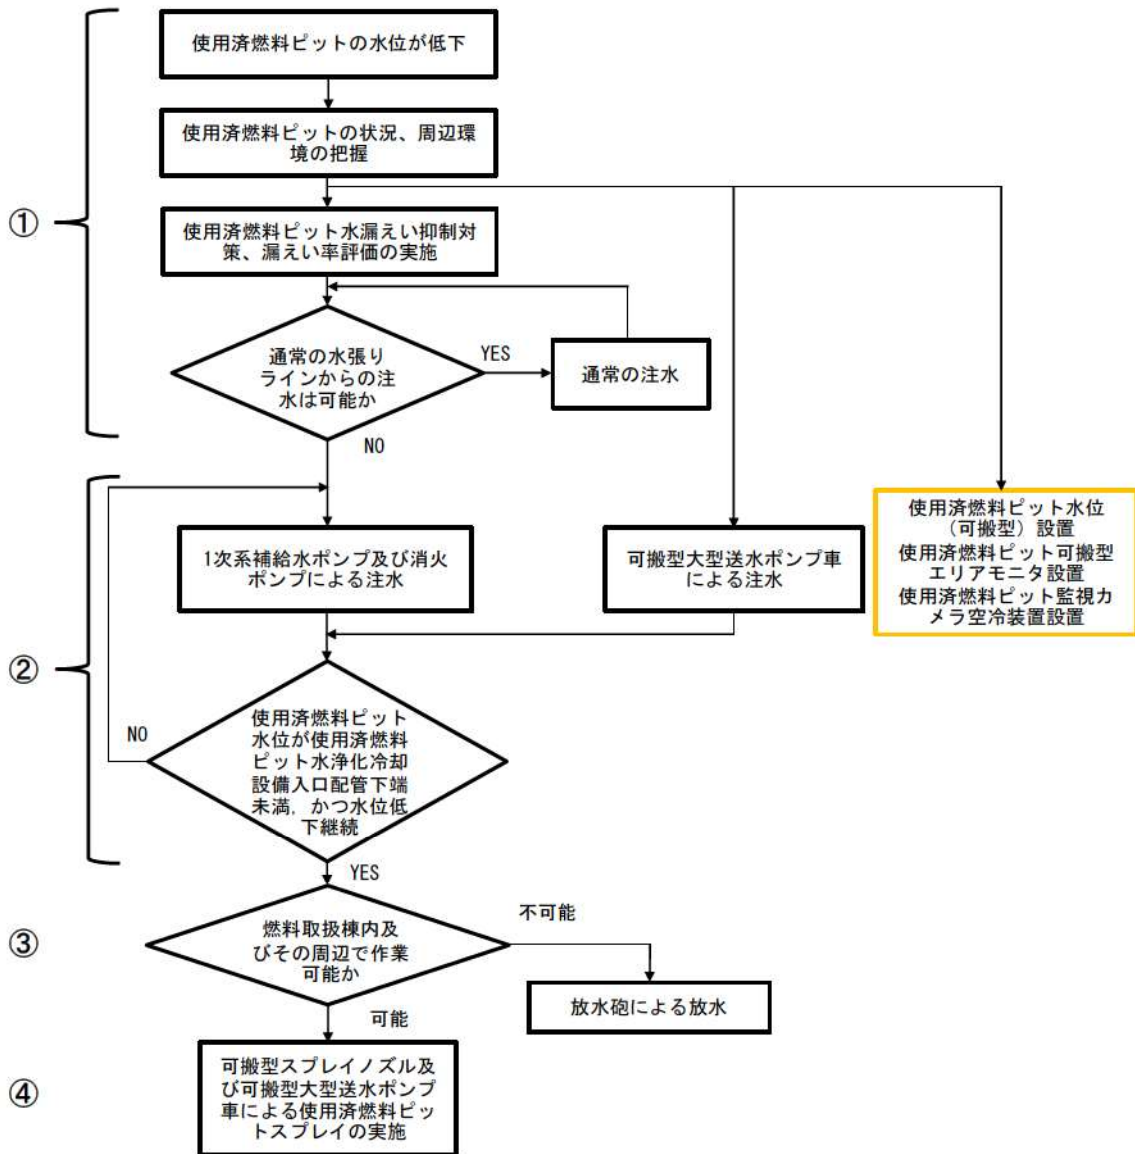 使用済燃料ピットの水位が低下
使用済燃料ピットの状況、周辺環
境の把握
①
使用済燃料ピット水漏えい抑制対
策、漏えい率評価の実施
通常の水張り
ラインからの注
水は可能か
YES
通常の注水
NO
使用済燃料ピット水位
（可搬型）設置
使用済燃料ピット可搬型
エリアモニタ設置
使用済燃料ピット監視カ
メラ空冷装置設置
1次系補給水ポンプ及び消火
ポンプによる注水
可搬型大型送水ポンプ車
による注水
②
使用済燃料ピット
水位が使用済燃料
ピット水浄化冷却
設備入口配管下端
未満，かつ水位低
下継続
NO
YES
③
燃料取扱棟内及
びその周辺で作業
可能か
不可能
放水砲による放水
可能
④
可搬型スプレイノズル及
び可搬型大型送水ポンプ
車による使用済燃料ピッ
トスプレイの実施